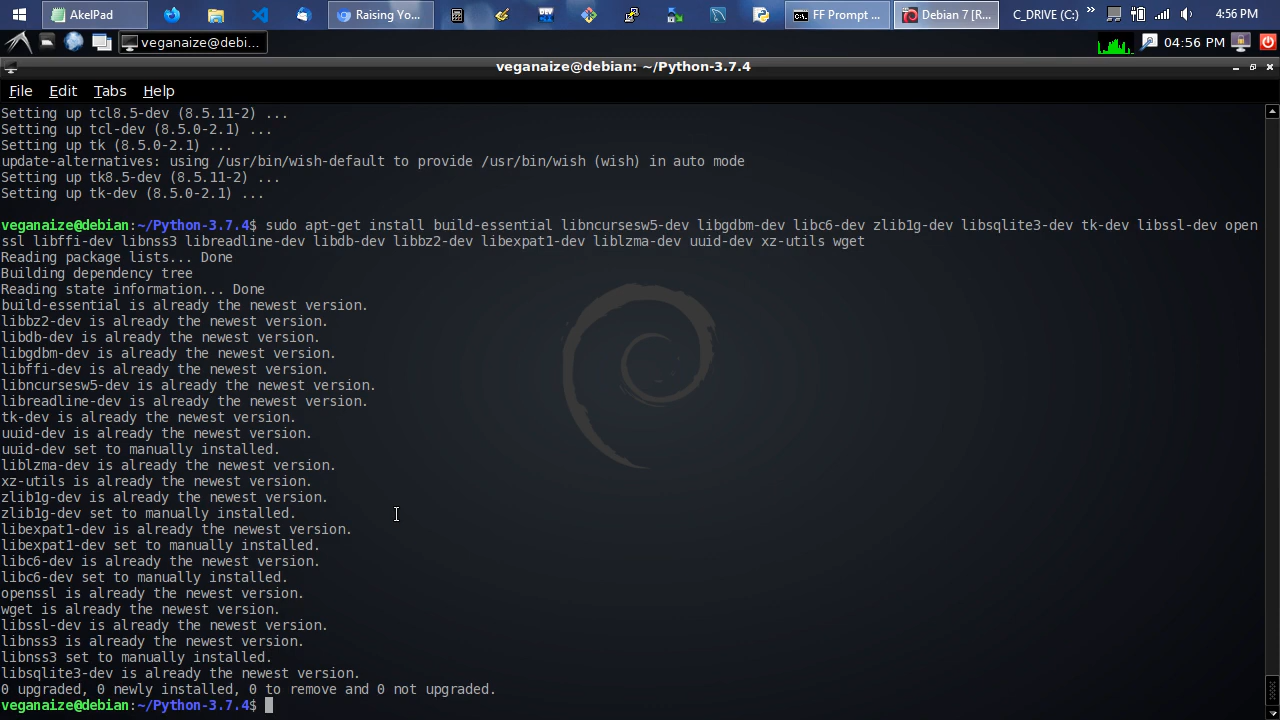 AkelPad
Raising Yo...
FF Prompt ...
Debian 7 [R...
C_DRIVE (C:)
4:56 PM
veganaize@debi...
04:56 PM
veganaize@debian: ~/Python-3.7.4
File Edit Tabs Help
Setting up tcl8.5-dev (8.5.11-2) ...
Setting up tcl-dev (8.5.0-2.1) ...
Setting up tk (8.5.0-2.1) ...
update-alternatives: using /usr/bin/wish-default to provide /usr/bin/wish (wish) in auto mode
Setting up tk8.5-dev (8.5.11-2) ...
Setting up tk-dev (8.5.0-2.1) ...
veganaize@debian:~/Python-3.7.4$ sudo apt-get install build-essential libncursesw5-dev libgdbm-dev libc6-dev zlib1g-dev libsqlite3-dev tk-dev libssl-dev open
ssl libffi-dev libnss3 libreadline-dev libdb-dev libbz2-dev libexpat1-dev liblzma-dev uuid-dev xz-utils wget
Reading package lists... Done
Building dependency tree
Reading state information... Done
build-essential is already the newest version.
libbz2-dev is already the newest version.
libdb-dev is already the newest version.
libgdbm-dev is already the newest version.
libffi-dev is already the newest version.
libncursesw5-dev is already the newest version.
libreadline-dev is already the newest version.
tk-dev is already the newest version.
uuid-dev is already the newest version.
uuid-dev set to manually installed.
liblzma-dev is already the newest version.
xz-utils is already the newest version.
zlib1g-dev is already the newest version.
zlib1g-dev set to manually installed.
libexpat1-dev is already the newest version.
libexpat1-dev set to manually installed.
libc6-dev is already the newest version.
libc6-dev set to manually installed.
openssl is already the newest version.
wget is already the newest version.
libssl-dev is already the newest version.
libnss3 is already the newest version.
libnss3 set to manually installed.
libsqlite3-dev is already the newest version.
0 upgraded, 0 newly installed, 0 to remove and 0 not upgraded.
veganaize@debian:~/Python-3.7.4$